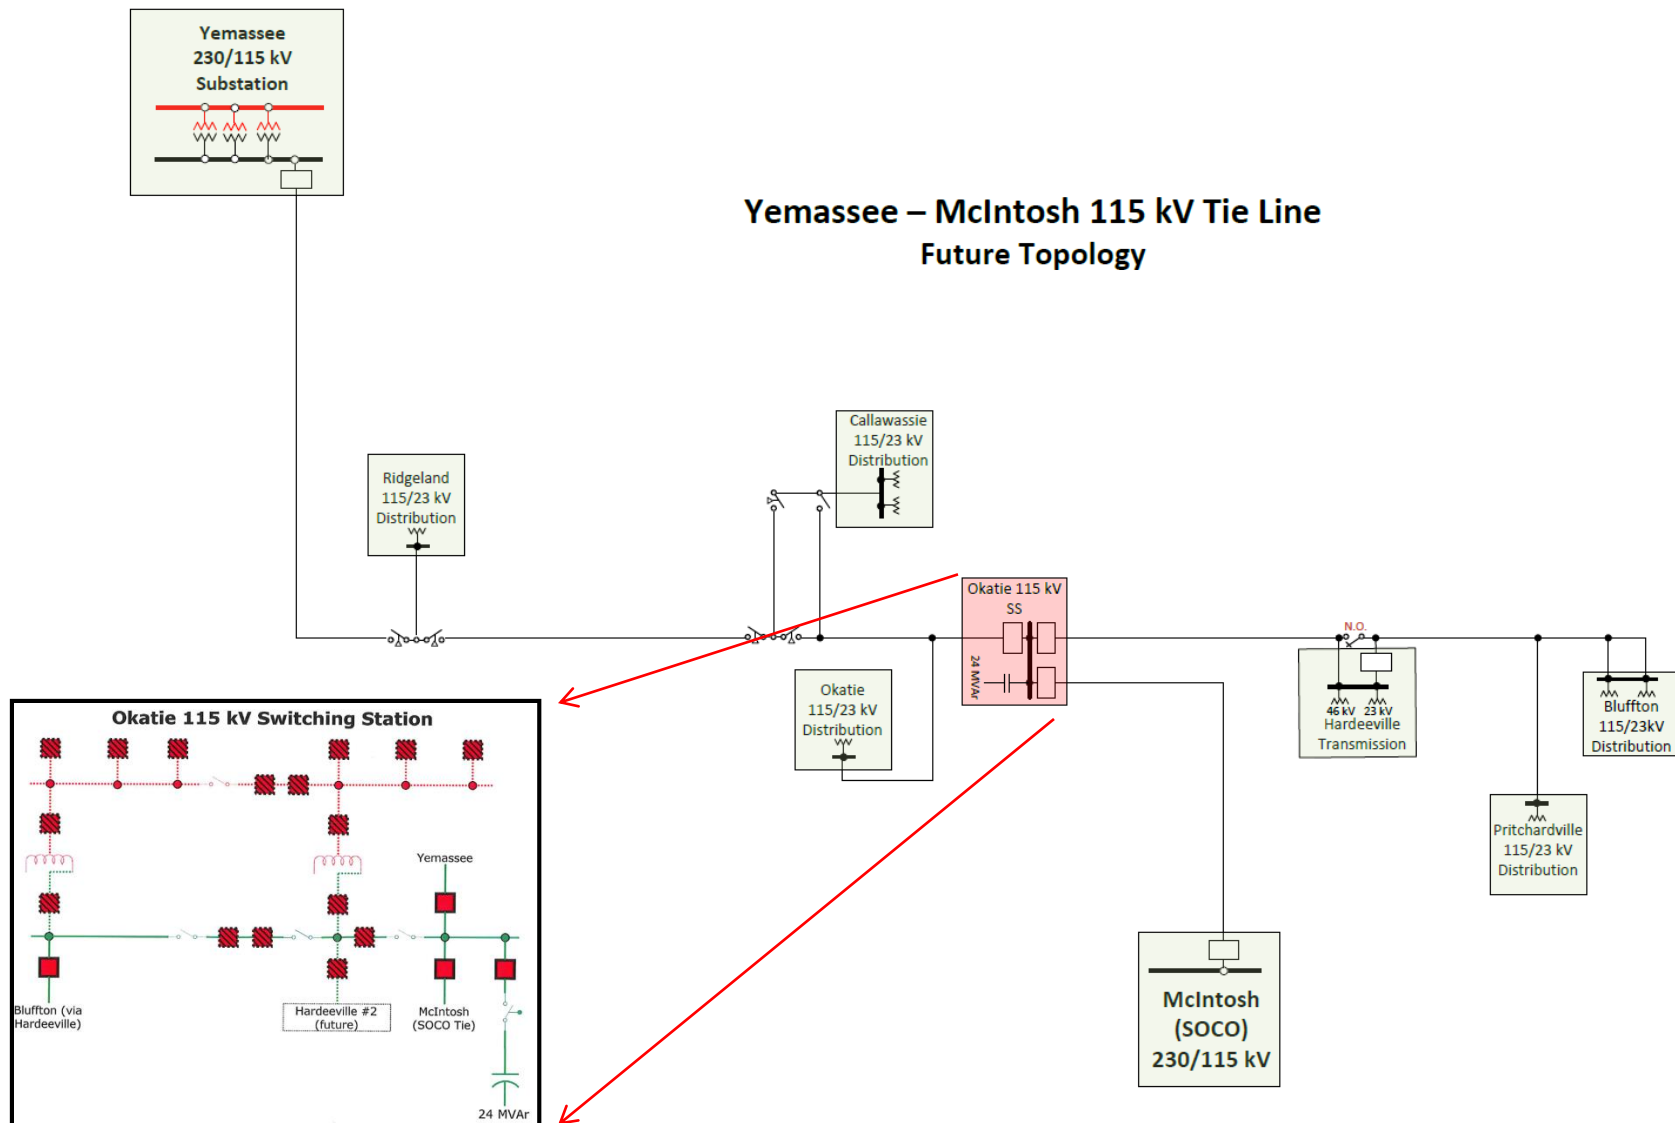 Yemassee
230/115 kV
Substation
Yemassee – McIntosh 115 kV Tie Line
Future Topology
Callawassie
115/23 kV
Distribution
Ridgeland
115/23 kV
Distribution
Okatie 115 kV
SS
24 MVAr
N.O.
46 kV 23 kV
Hardeeville
Transmission
Bluffton
115/23kV
Distribution
Okatie
115/23 kV
Distribution
Pritchardville
115/23 kV
Distribution
McIntosh
(SOCO)
230/115 kV
Okatie 115 kV Switching Station
Yemassee
Bluffton (via
Hardeeville)
Hardeeville #2
(future)
McIntosh
(SOCO Tie)
24 MVAr